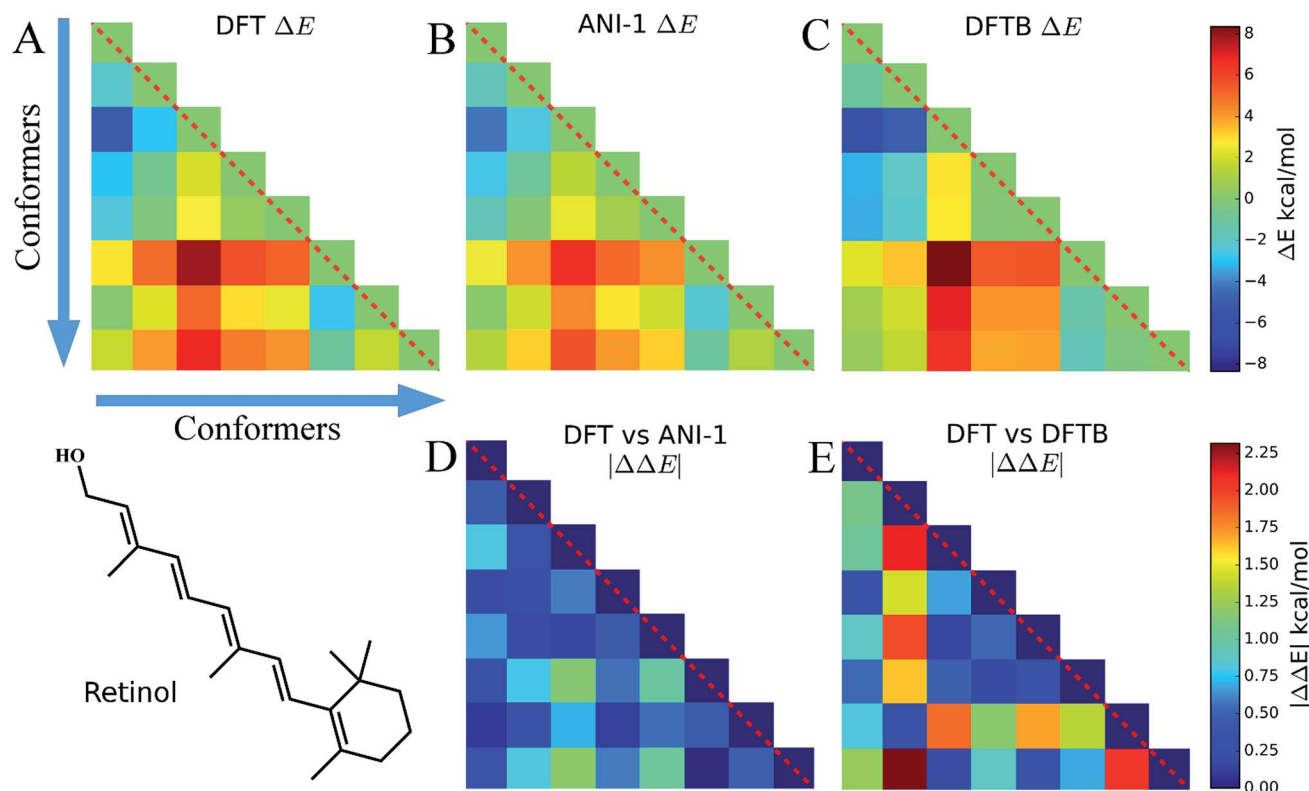 A
DFT ΔE
B
ANI-1 ΔE
C
DFTB ΔE
8
6
4
2
0
−2
−4
−6
−8
ΔE kcal/mol
Conformers
Conformers
HO
Retinol
D
DFT vs ANI-1
|ΔΔE|
E
DFT vs DFTB
|ΔΔE|
2.25
2.00
1.75
1.50
1.25
1.00
0.75
0.50
0.25
0.00
|ΔΔE| kcal/mol